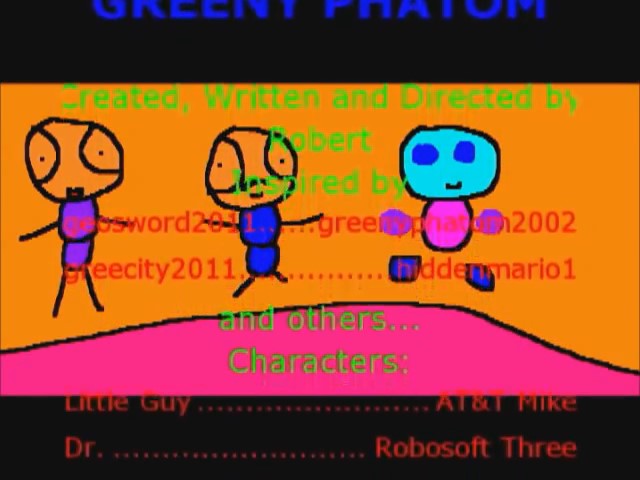 GREENY PHATOM
Created, Written and Directed by
Robert
Inspired by
geosword2011......greenyphatom2002
greecity2011..............hiddenmario1
and others...
Characters:
Little Guy ........................ AT&T Mike
Dr. .......................... Robosoft Three